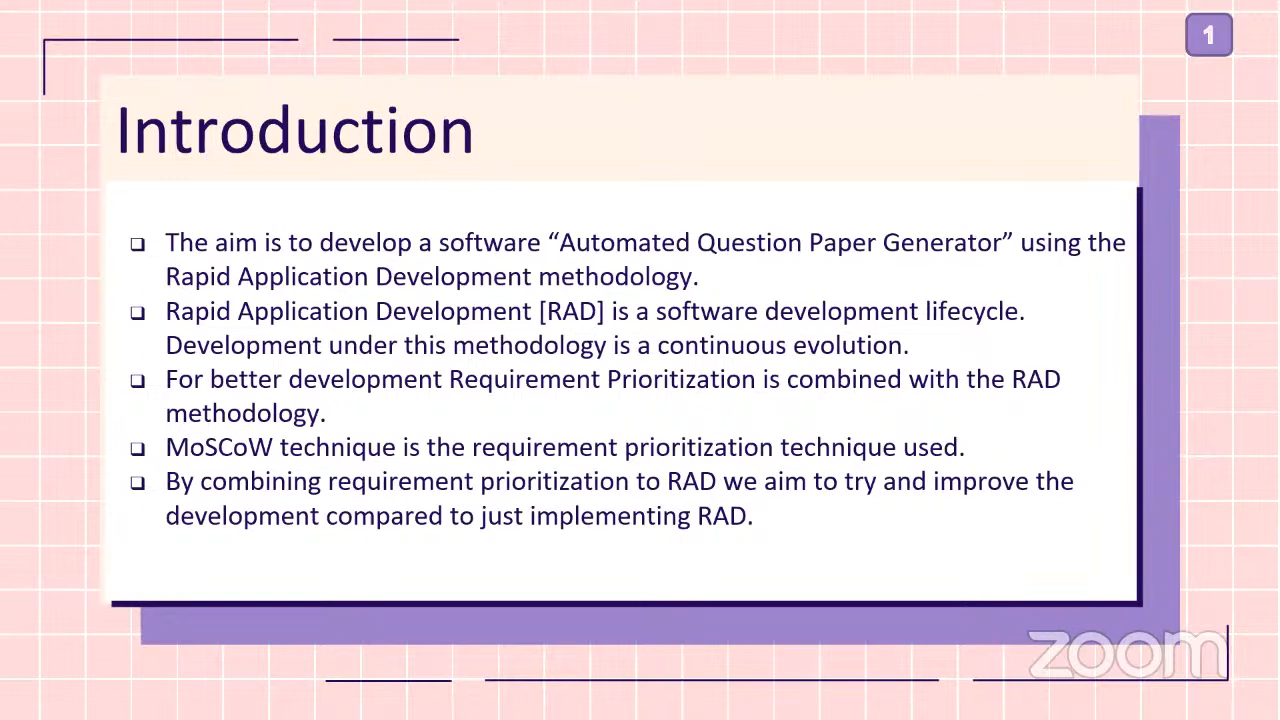 1
Introduction
❑ The aim is to develop a software “Automated Question Paper Generator” using the
Rapid Application Development methodology.
❑ Rapid Application Development [RAD] is a software development lifecycle.
Development under this methodology is a continuous evolution.
❑ For better development Requirement Prioritization is combined with the RAD
methodology.
❑ MoSCoW technique is the requirement prioritization technique used.
❑ By combining requirement prioritization to RAD we aim to try and improve the
development compared to just implementing RAD.
zoom